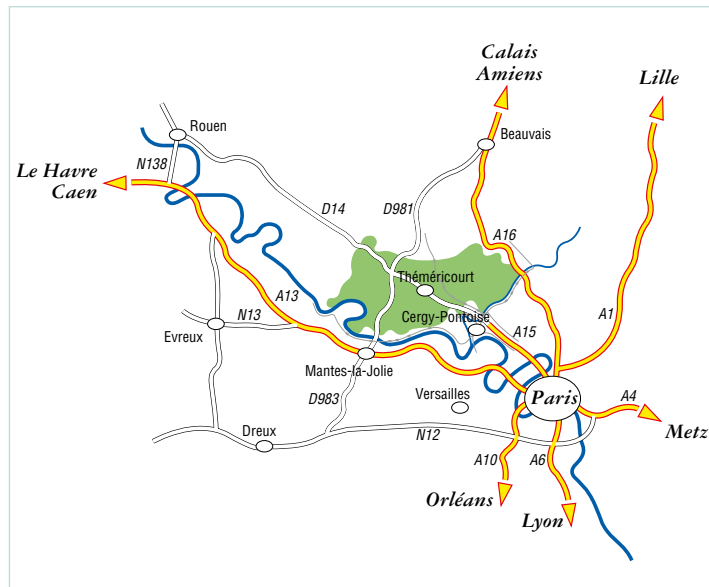 Calais
Amiens
Lille
Rouen
Beauvais
N138
Le Havre
Caen
D14
D981
A16
Théméricourt
A13
N13
Cergy-Pontoise
A15
A1
Evreux
Mantes-la-Jolie
D983
Versailles
Paris
A4
Metz
Dreux
N12
A10
A6
Orléans
Lyon